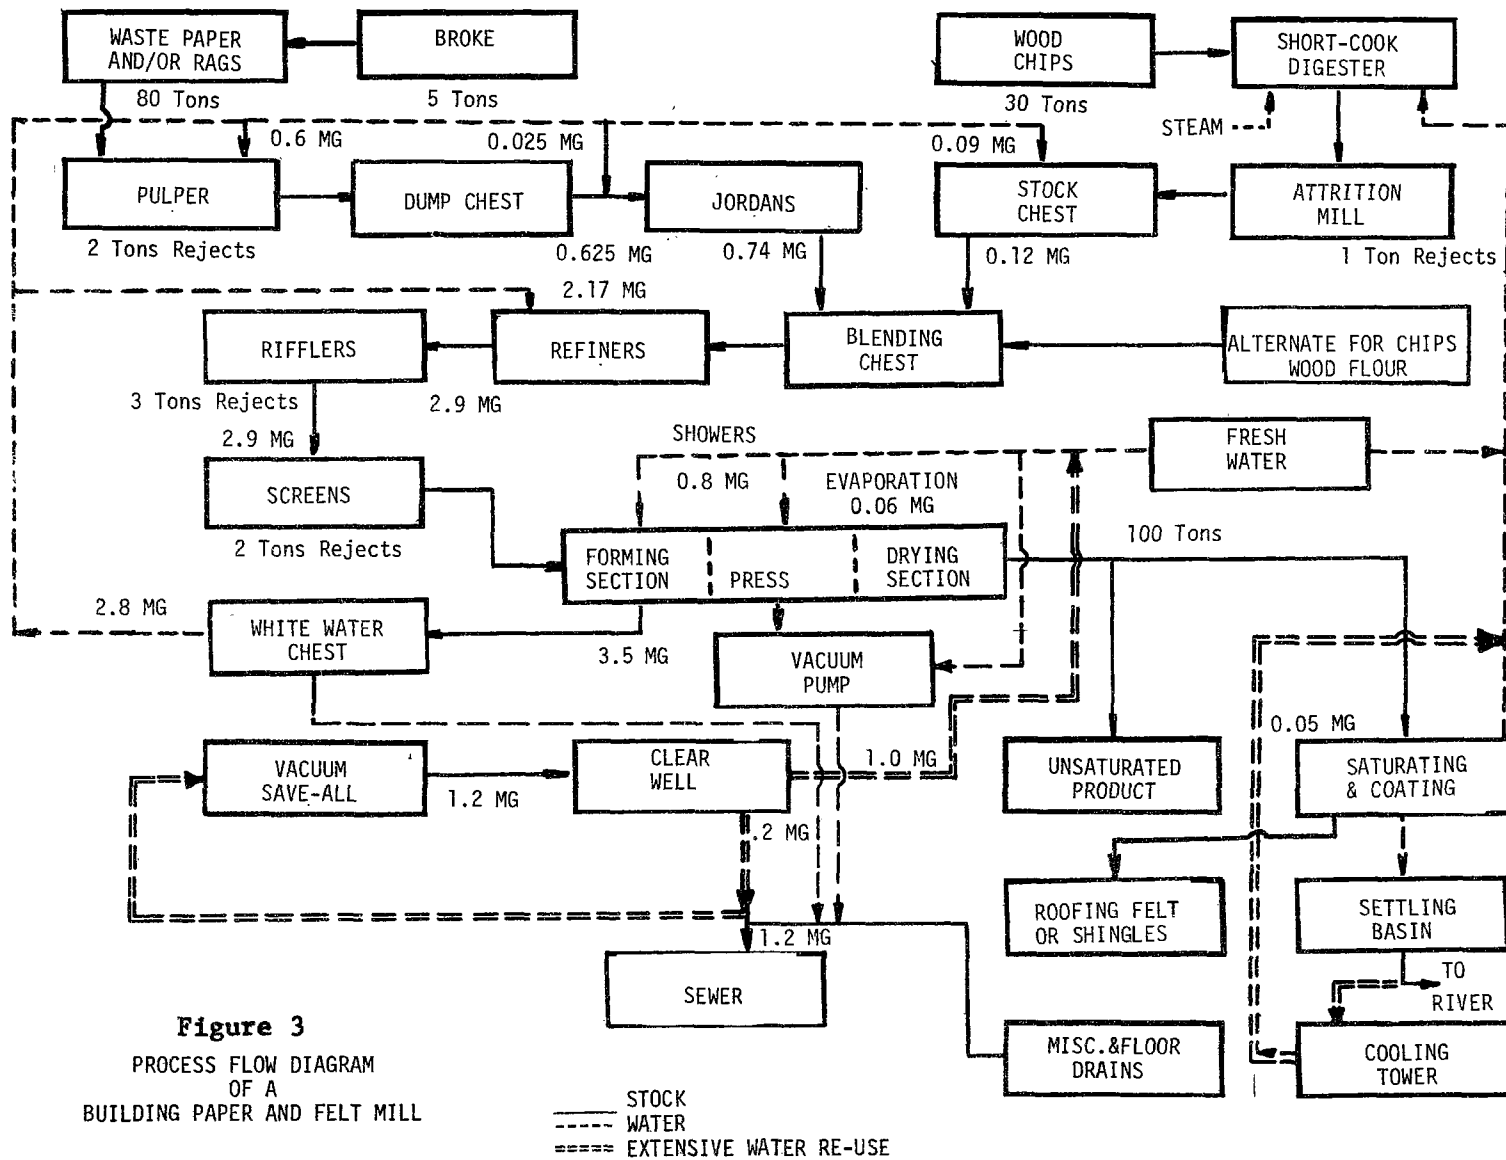 WASTE PAPER
AND/OR RAGS
BROKE
WOOD
CHIPS
SHORT-COOK
DIGESTER
80 Tons
5 Tons
30 Tons
STEAM
0.6 MG
0.025 MG
0.09 MG
PULPER
DUMP CHEST
JORDANS
STOCK
CHEST
ATTRITION
MILL
2 Tons Rejects
0.625 MG
0.74 MG
0.12 MG
1 Ton Rejects
2.17 MG
RIFFLERS
REFINERS
BLENDING
CHEST
ALTERNATE FOR CHIPS
WOOD FLOUR
3 Tons Rejects
2.9 MG
2.9 MG
SHOWERS
FRESH
WATER
SCREENS
0.8 MG
EVAPORATION
0.06 MG
100 Tons
2 Tons Rejects
FORMING
SECTION
PRESS
DRYING
SECTION
2.8 MG
WHITE WATER
CHEST
3.5 MG
VACUUM
PUMP
0.05 MG
VACUUM
SAVE-ALL
1.2 MG
CLEAR
WELL
1.0 MG
.2 MG
UNSATURATED
PRODUCT
SATURATING
& COATING
ROOFING FELT
OR SHINGLES
SETTLING
BASIN
1.2 MG
SEWER
TO
RIVER
MISC.&FLOOR
DRAINS
COOLING
TOWER
Figure 3
PROCESS FLOW DIAGRAM
OF A
BUILDING PAPER AND FELT MILL
STOCK
WATER
EXTENSIVE WATER RE-USE